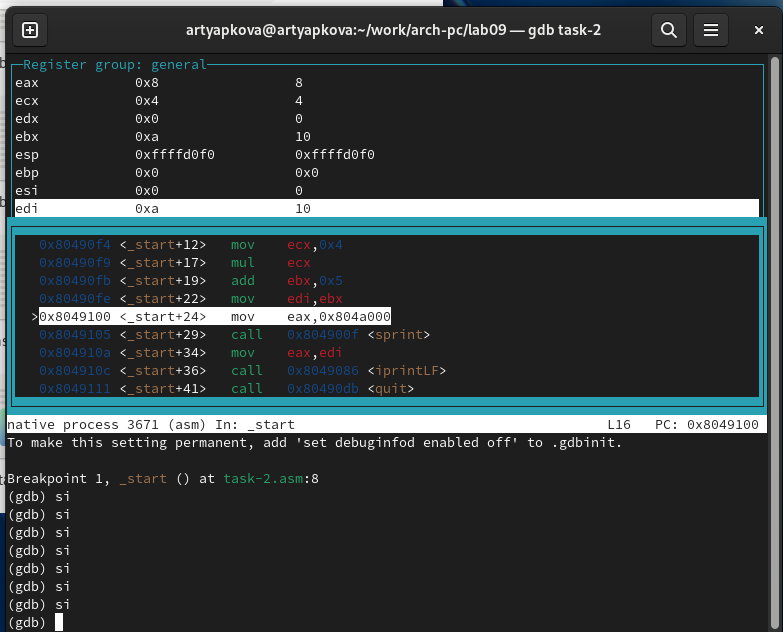 artyapkova@artyapkova:~/work/arch-pc/lab09 — gdb task-2
Register group: general
eax 0x8 8
ecx 0x4 4
edx 0x0 0
ebx 0xa 10
esp 0xffffd0f0 0xffffd0f0
ebp 0x0 0x0
esi 0x0 0
edi 0xa 10
0x80490f4 <_start+12> mov ecx,0x4
0x80490f9 <_start+17> mul ecx
0x80490fb <_start+19> add ebx,0x5
0x80490fe <_start+22> mov edi,ebx
>0x8049100 <_start+24> mov eax,0x804a000
0x8049105 <_start+29> call 0x804900f <sprint>
0x804910a <_start+34> mov eax,edi
0x804910c <_start+36> call 0x8049086 <iprintLF>
0x8049111 <_start+41> call 0x80490db <quit>
native process 3671 (asm) In: _start L16 PC: 0x8049100
To make this setting permanent, add 'set debuginfod enabled off' to .gdbinit.
Breakpoint 1, _start () at task-2.asm:8
(gdb) si
(gdb) si
(gdb) si
(gdb) si
(gdb) si
(gdb) si
(gdb) si
(gdb)